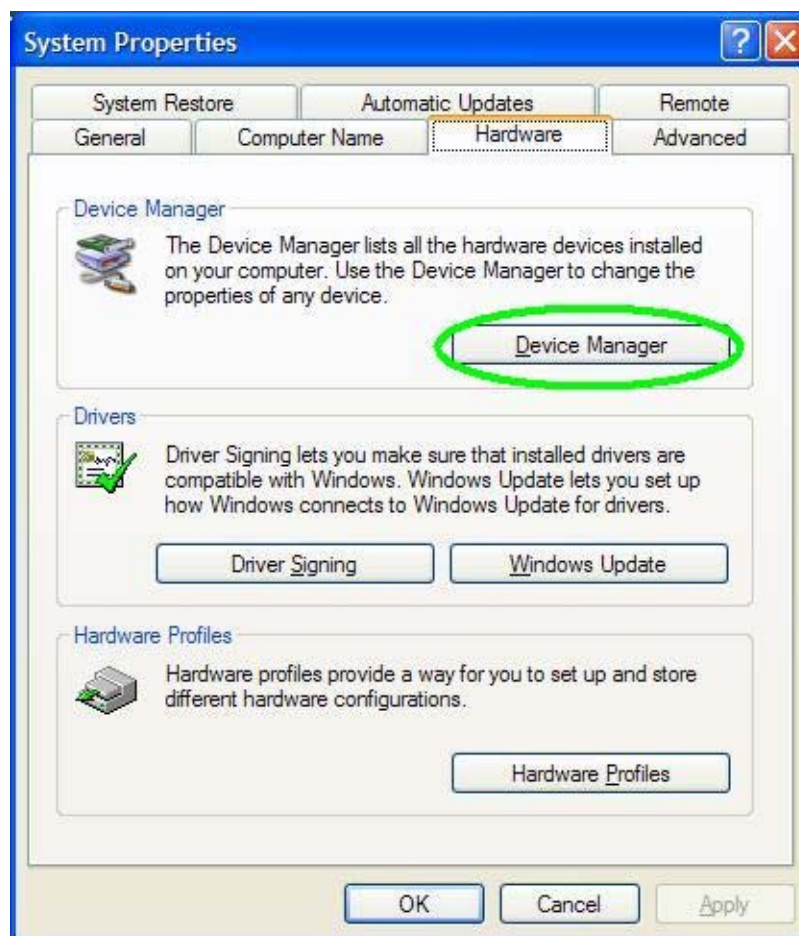 System Properties
System Restore Automatic Updates Remote
General Computer Name Hardware Advanced
Device Manager
The Device Manager lists all the hardware devices installed
on your computer. Use the Device Manager to change the
properties of any device.
Device Manager
Drivers
Driver Signing lets you make sure that installed drivers are
compatible with Windows. Windows Update lets you set up
how Windows connects to Windows Update for drivers.
Driver Signing Windows Update
Hardware Profiles
Hardware profiles provide a way for you to set up and store
different hardware configurations.
Hardware Profiles
OK Cancel Apply